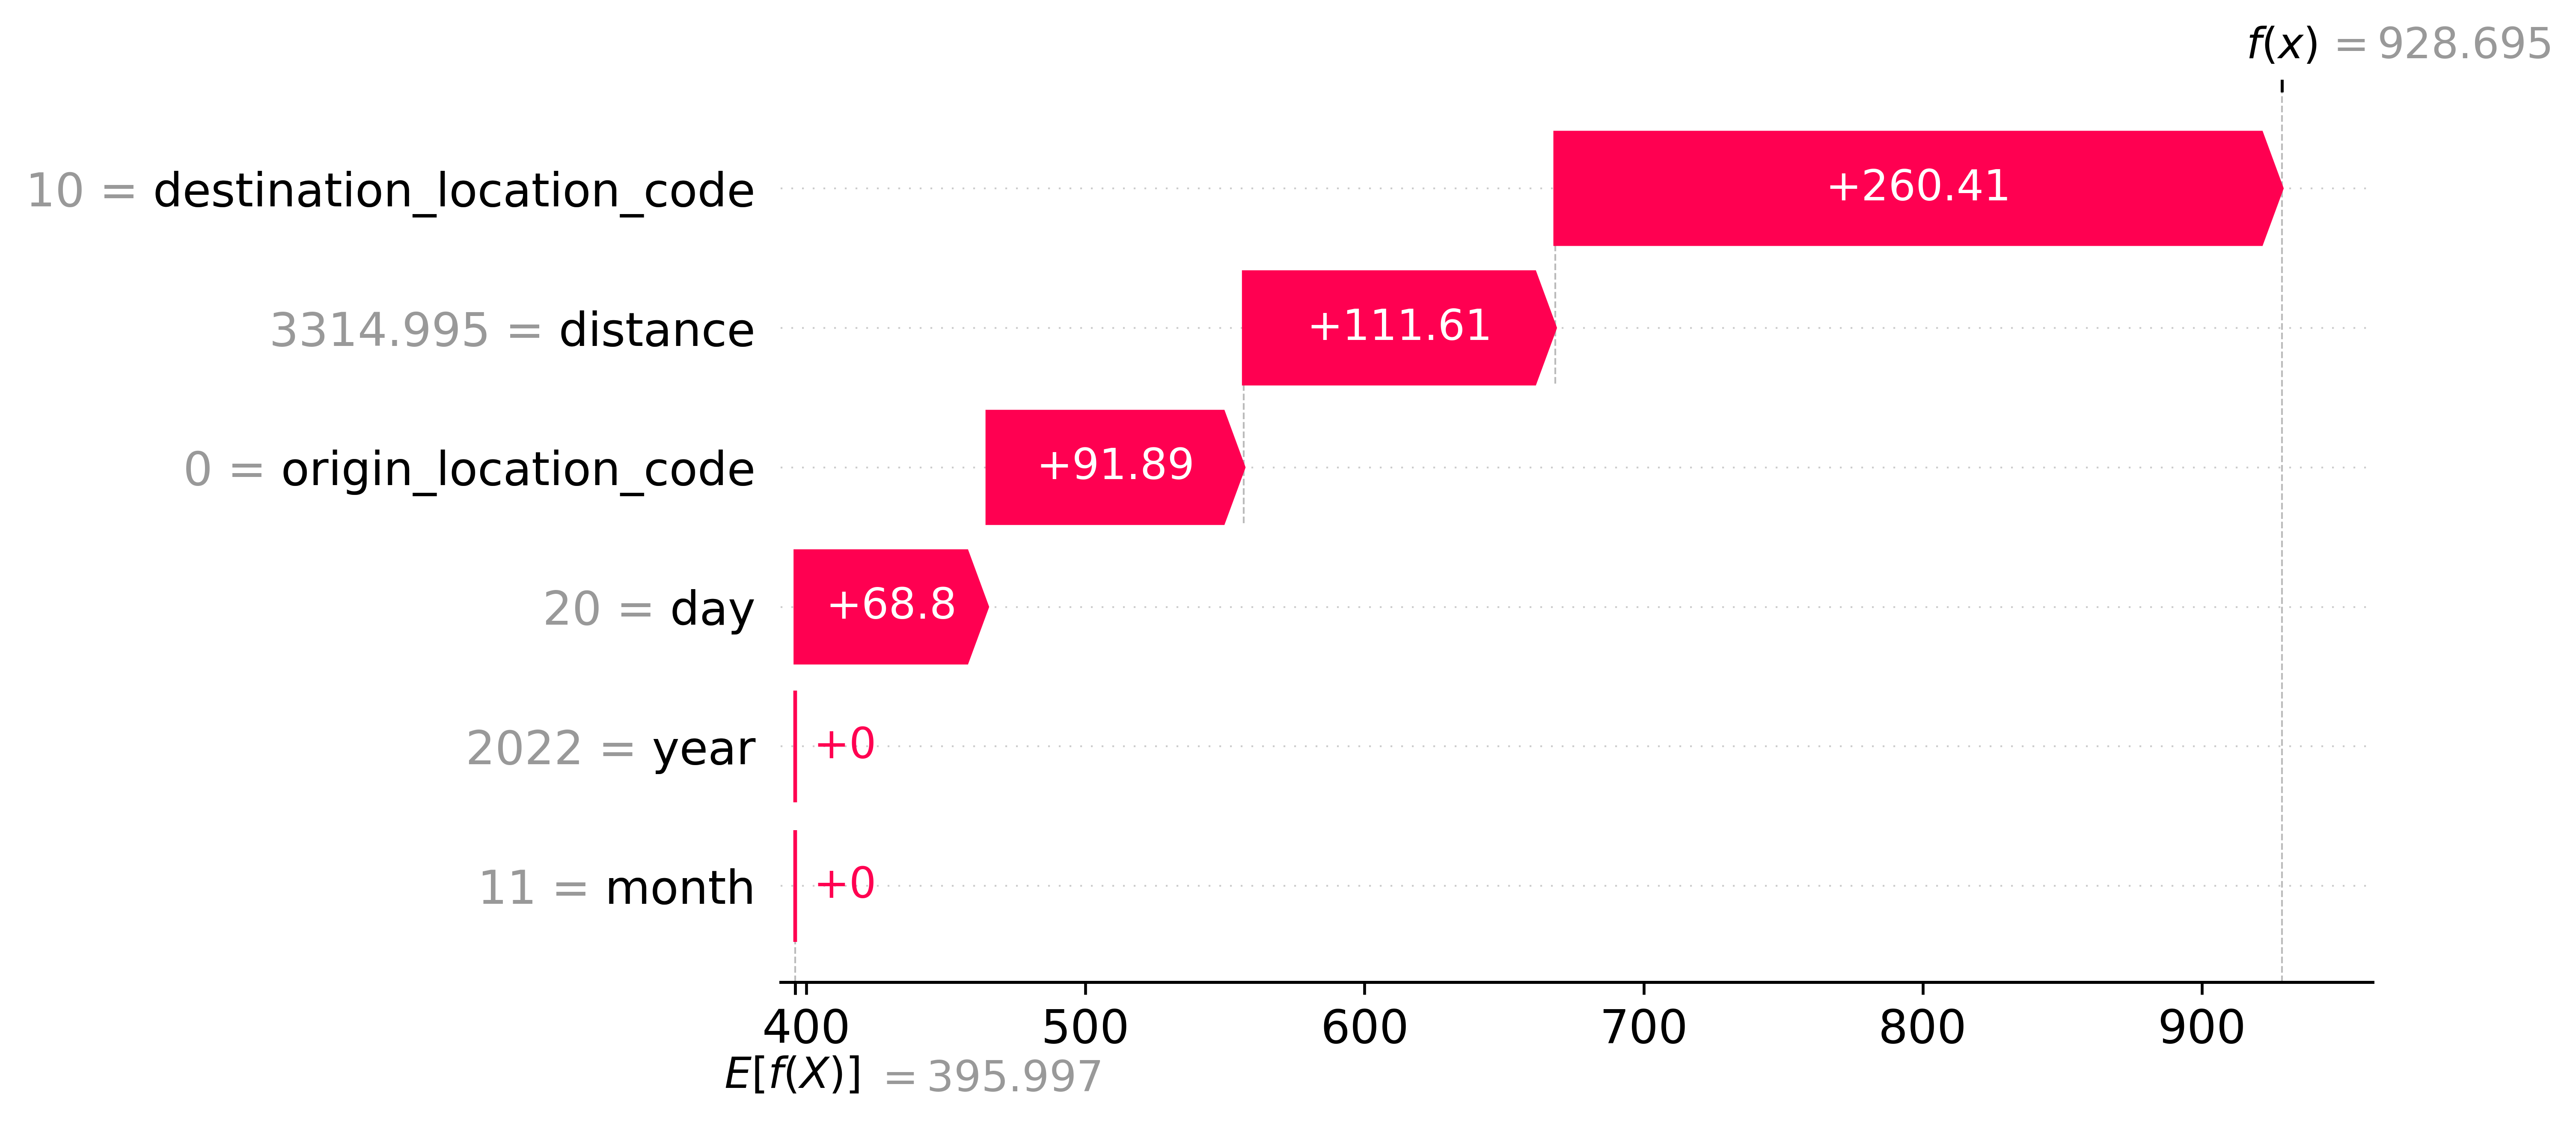 f(x) = 928.695
10 = destination_location_code
+260.41
3314.995 = distance
+111.61
0 = origin_location_code
+91.89
20 = day
+68.8
2022 = year
+0
11 = month
+0
400 500 600 700 800 900
E[f(X)] = 395.997